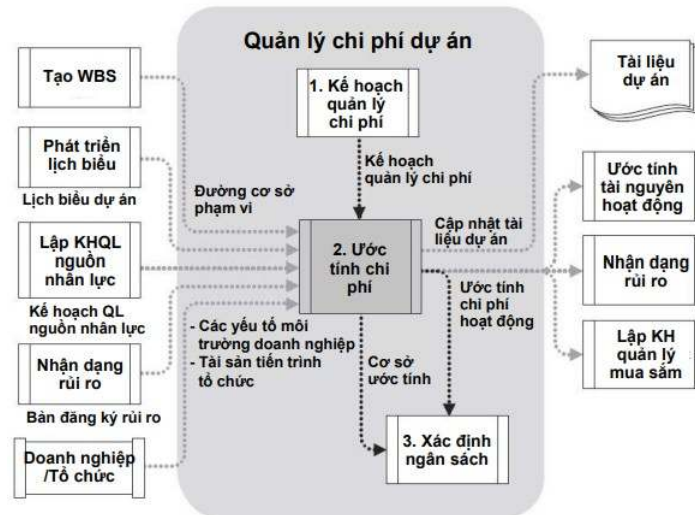 Quản lý chi phí dự án
Tạo WBS
Phát triển
lịch biểu
Lịch biểu dự án
Lập KHQL
nguồn
nhân lực
Kế hoạch QL
nguồn nhân lực
Nhận dạng
rủi ro
Bản đăng ký rủi ro
Doanh nghiệp
/Tổ chức
1. Kế hoạch
quản lý
chi phí
Kế hoạch
quản lý chi phí
Đường cơ sở
phạm vi
2. Ước
tính chi
phí
- Các yếu tố môi
trường doanh nghiệp
- Tài sản tiến trình
tổ chức
Cập nhật tài
liệu dự án
Ước tính
chi phí
hoạt động
Cơ sở
ước tính
3. Xác định
ngân sách
Tài liệu
dự án
Ước tính
tài nguyên
hoạt động
Nhận dạng
rủi ro
Lập KH
quản lý
mua sắm